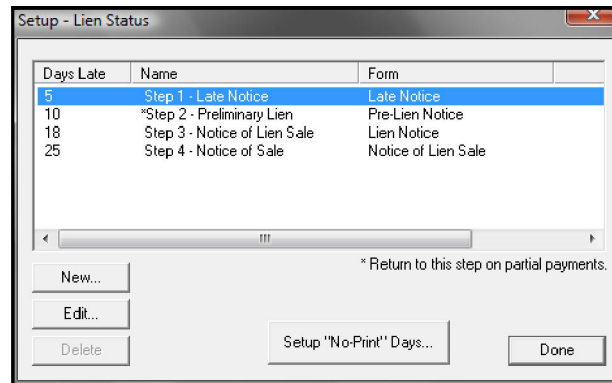 Setup - Lien Status
Days Late Name Form
5 Step 1 - Late Notice Late Notice
10 *Step 2 - Preliminary Lien Pre-Lien Notice
18 Step 3 - Notice of Lien Sale Lien Notice
25 Step 4 - Notice of Sale Notice of Lien Sale
* Return to this step on partial payments.
New...
Edit...
Delete
Setup "No-Print" Days...
Done